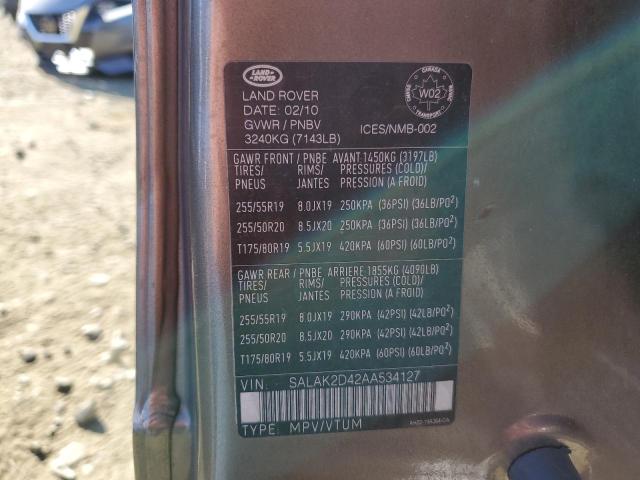 LAND ROVER
LAND ROVER
DATE: 02/10
GVWR / PNBV
3240KG (7143LB)
ICES/NMB-002
CANADA
W02
TRANSPORT
GAWR FRONT / PNBE AVANT 1450KG (3197LB)
TIRES/ RIMS/ PRESSURES (COLD)/
PNEUS JANTES PRESSION (A FROID)
255/55R19 8.0JX19 250KPA (36PSI) (36LB/PO²)
255/50R20 8.5JX20 250KPA (36PSI) (36LB/PO²)
T175/80R19 5.5JX19 420KPA (60PSI) (60LB/PO²)
GAWR REAR / PNBE ARRIERE 1855KG (4090LB)
TIRES/ RIMS/ PRESSURES (COLD)/
PNEUS JANTES PRESSION (A FROID)
255/55R19 8.0JX19 290KPA (42PSI) (42LB/PO²)
255/50R20 8.5JX20 290KPA (42PSI) (42LB/PO²)
T175/80R19 5.5JX19 420KPA (60PSI) (60LB/PO²)
VIN: SALAK2D42AA534127
TYPE: MPV/VTUM